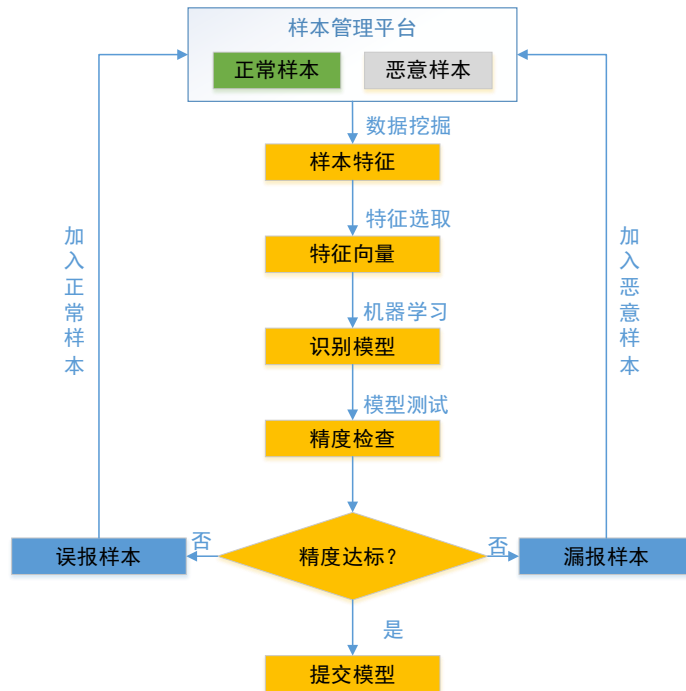 样本管理平台
正常样本
恶意样本
数据挖掘
样本特征
特征选取
特征向量
机器学习
识别模型
模型测试
精度检查
精度达标?
否
否
误报样本
漏报样本
加入正常样本
加入恶意样本
是
提交模型